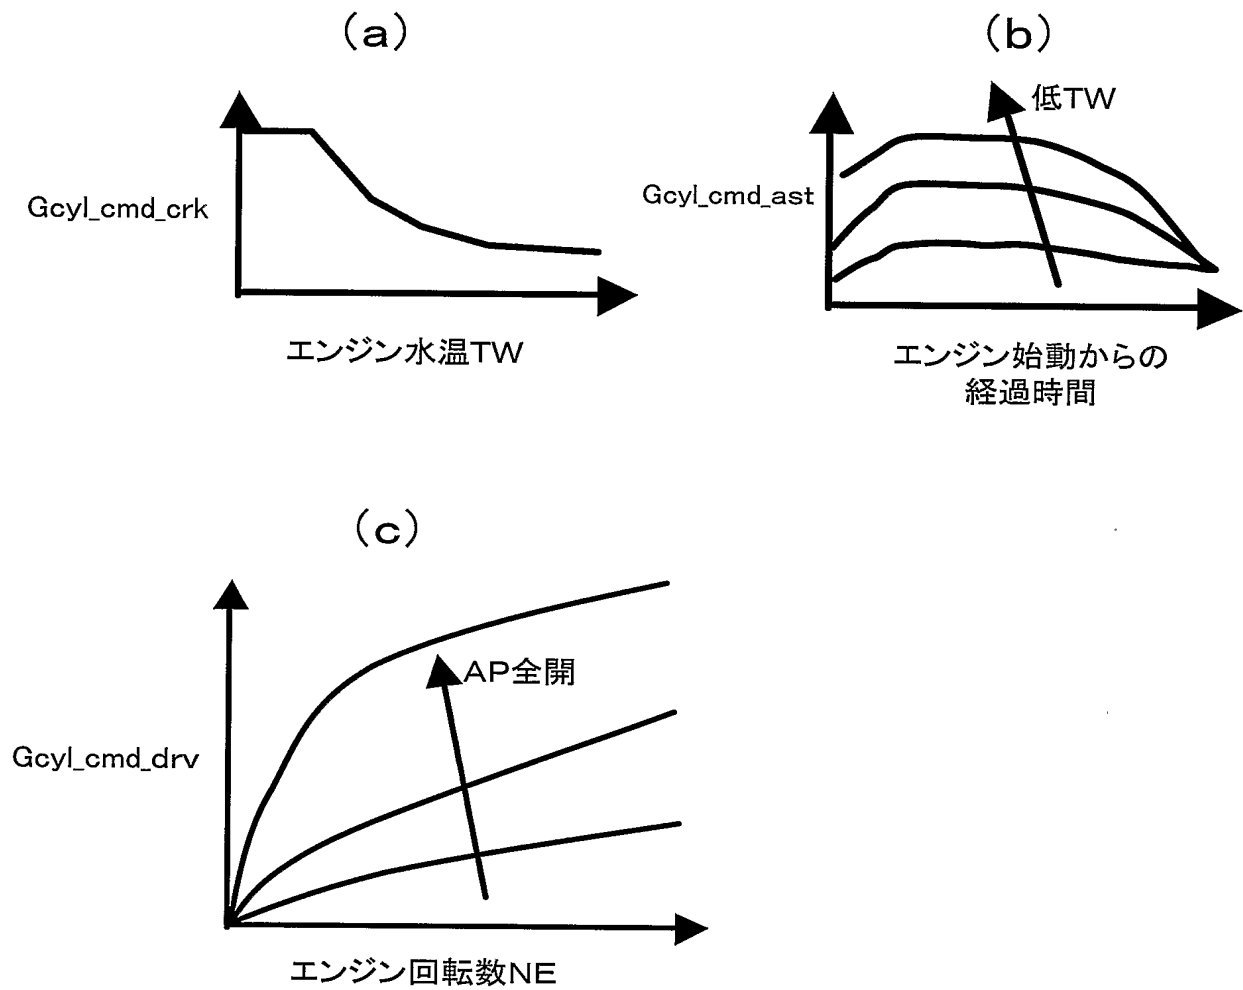 (a)
Gcyl_cmd_crk
エンジン水温TW
(b)
低TW
Gcyl_cmd_ast
エンジン始動からの
経過時間
(c)
AP全開
Gcyl_cmd_drv
エンジン回転数NE